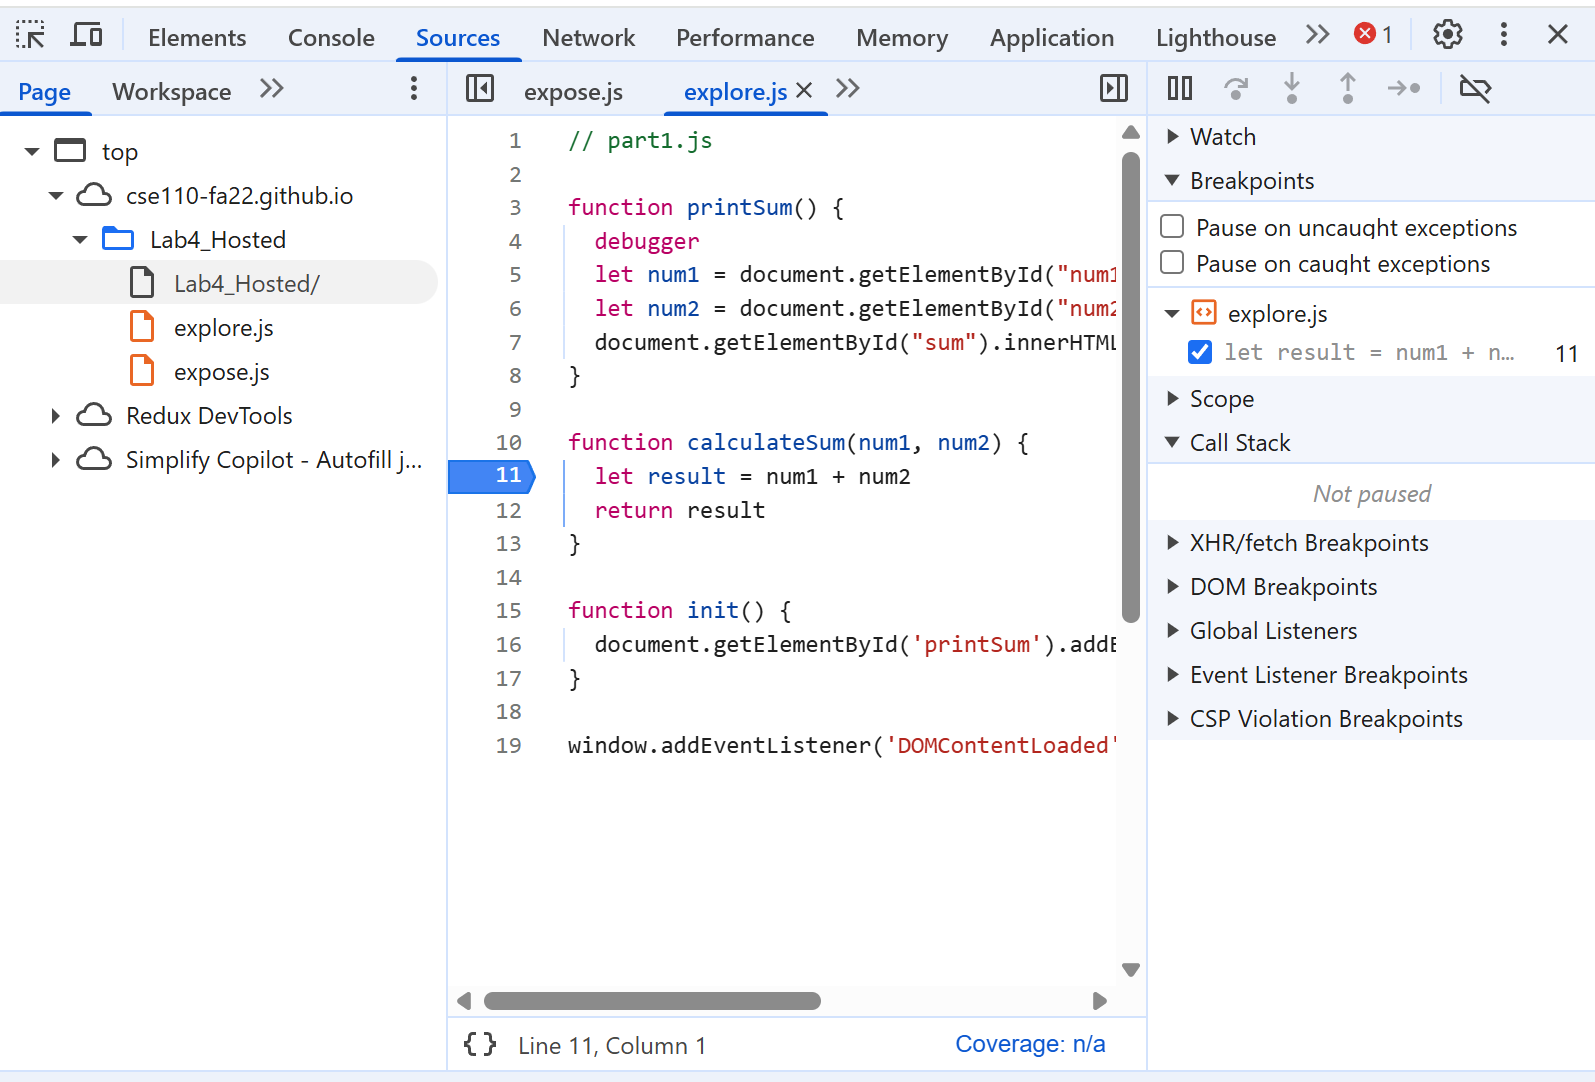 Elements Console Sources Network Performance Memory Application Lighthouse 1
Page Workspace
top
cse110-fa22.github.io
Lab4_Hosted
Lab4_Hosted/
explore.js
expose.js
Redux DevTools
Simplify Copilot - Autofill j...
expose.js explore.js
1 // part1.js
2
3 function printSum() {
4 debugger
5 let num1 = document.getElementById("num1
6 let num2 = document.getElementById("num2
7 document.getElementById("sum").innerHTML
8 }
9
10 function calculateSum(num1, num2) {
11 let result = num1 + num2
12 return result
13 }
14
15 function init() {
16 document.getElementById('printSum').addE
17 }
18
19 window.addEventListener('DOMContentLoaded'
{} Line 11, Column 1 Coverage: n/a
Watch
Breakpoints
Pause on uncaught exceptions
Pause on caught exceptions
explore.js
let result = num1 + n... 11
Scope
Call Stack
Not paused
XHR/fetch Breakpoints
DOM Breakpoints
Global Listeners
Event Listener Breakpoints
CSP Violation Breakpoints